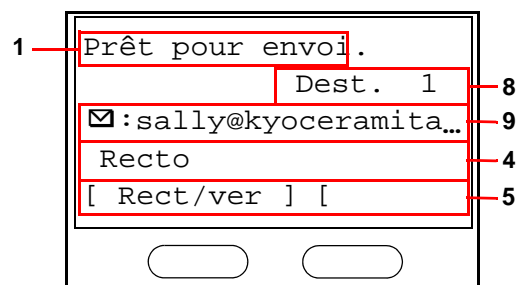 1
Prêt pour envoi.
Dest. 1
8
:sally@kyoceramita…
9
Recto
4
[ Rect/ver ] [
5